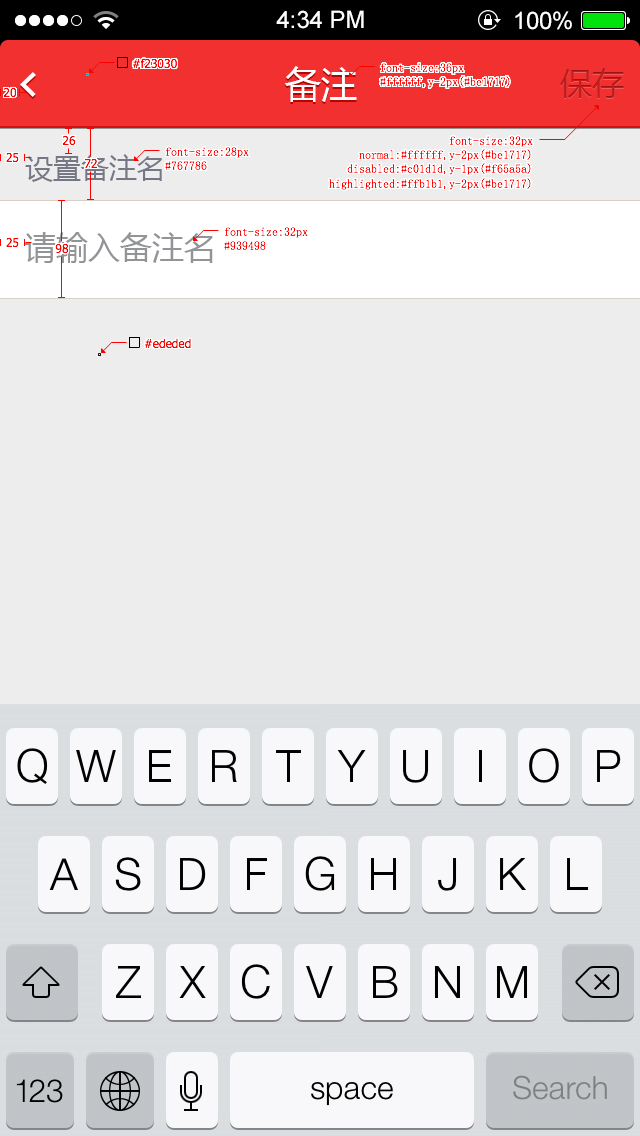 4:34 PM 100%
#f23030
font-size:36px
#ffffff,y-2px(#be1717)
20
备注
保存
font-size:32px
normal:#ffffff,y-2px(#be1717)
disabled:#c01d1d,y-1px(#f65a5a)
highlighted:#ffb1b1,y-2px(#be1717)
26
25
72
设置备注名
font-size:28px
#767786
25
98
请输入备注名
font-size:32px
#939498
#ededed
Q W E R T Y U I O P
A S D F G H J K L
Z X C V B N M
123 space Search